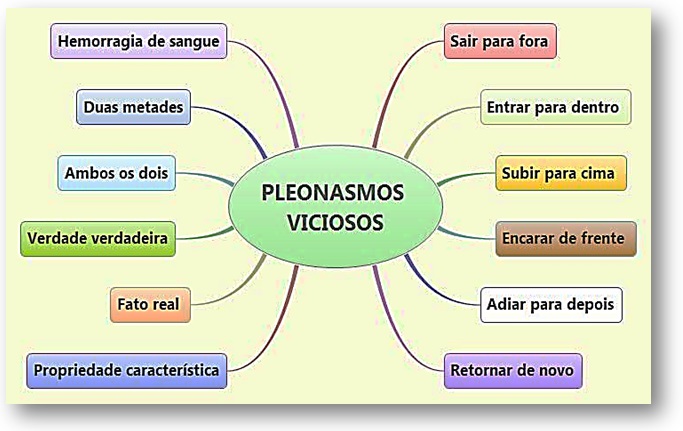 Hemorragia de sangue
Duas metades
Ambos os dois
Verdade verdadeira
Fato real
Propriedade característica
PLEONASMOS
VICIOSOS
Sair para fora
Entrar para dentro
Subir para cima
Encarar de frente
Adiar para depois
Retornar de novo